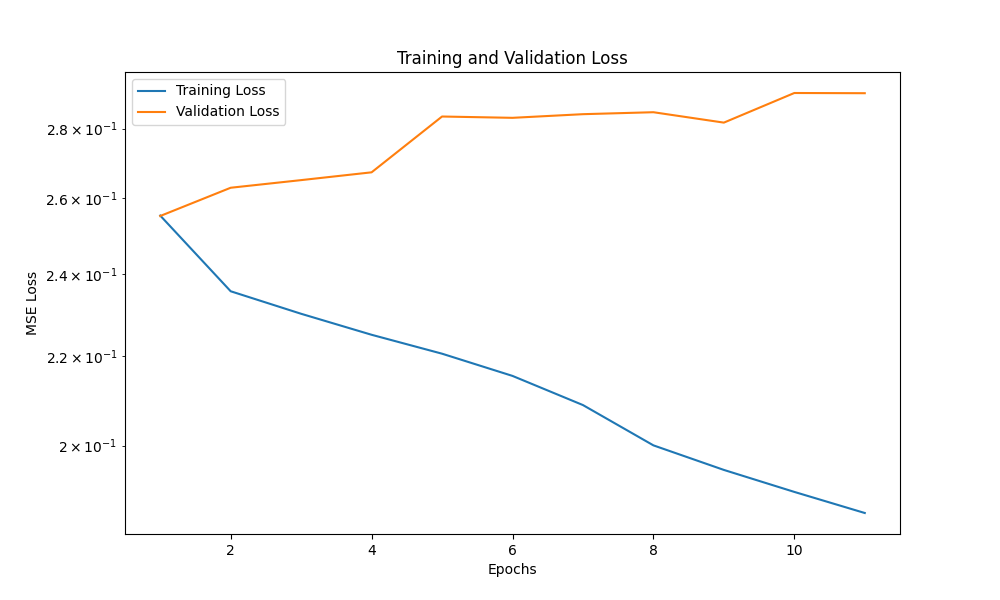 Training and Validation Loss
Training Loss
Validation Loss
2.8 × 10⁻¹
2.6 × 10⁻¹
2.4 × 10⁻¹
2.2 × 10⁻¹
2 × 10⁻¹
MSE Loss
2 4 6 8 10
Epochs